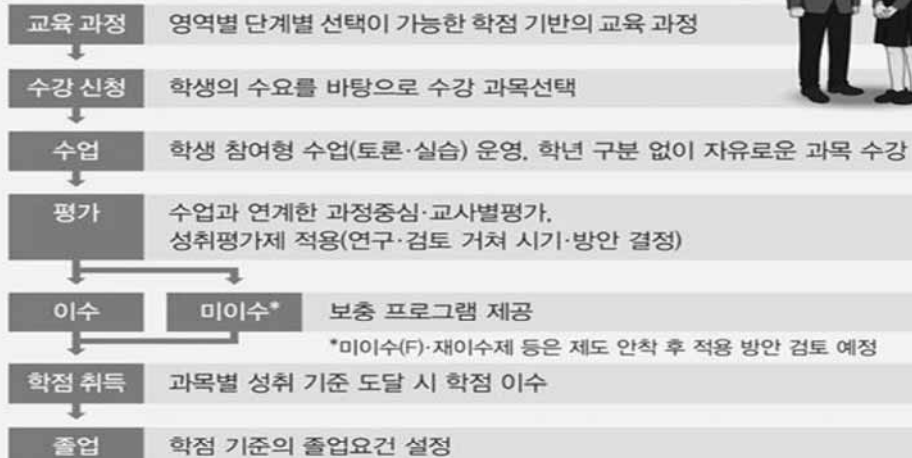 교육 과정 영역별 단계별 선택이 가능한 학점 기반의 교육 과정
수강 신청 학생의 수요를 바탕으로 수강 과목선택
수업 학생 참여형 수업(토론·실습) 운영, 학년 구분 없이 자유로운 과목 수강
평가 수업과 연계한 과정중심·교사별평가,
성취평가제 적용(연구·검토 거쳐 시기·방안 결정)
이수 미이수* 보충 프로그램 제공
*미이수(F)·재이수제 등은 제도 안착 후 적용 방안 검토 예정
학점 취득 과목별 성취 기준 도달 시 학점 이수
졸업 학점 기준의 졸업요건 설정